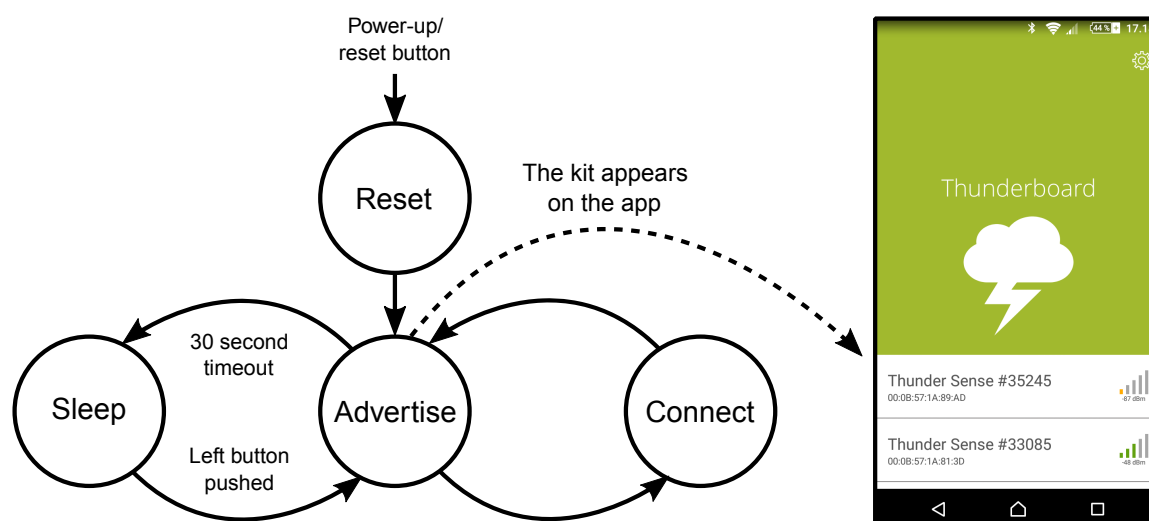 Power-up/
reset button
Reset
The kit appears
on the app
30 second
timeout
Sleep
Advertise
Connect
Left button
pushed
44% 17.1
Thunderboard
Thunder Sense #35245
00:0B:57:1A:89:AD
-87 dBm
Thunder Sense #33085
00:0B:57:1A:81:3D
-48 dBm